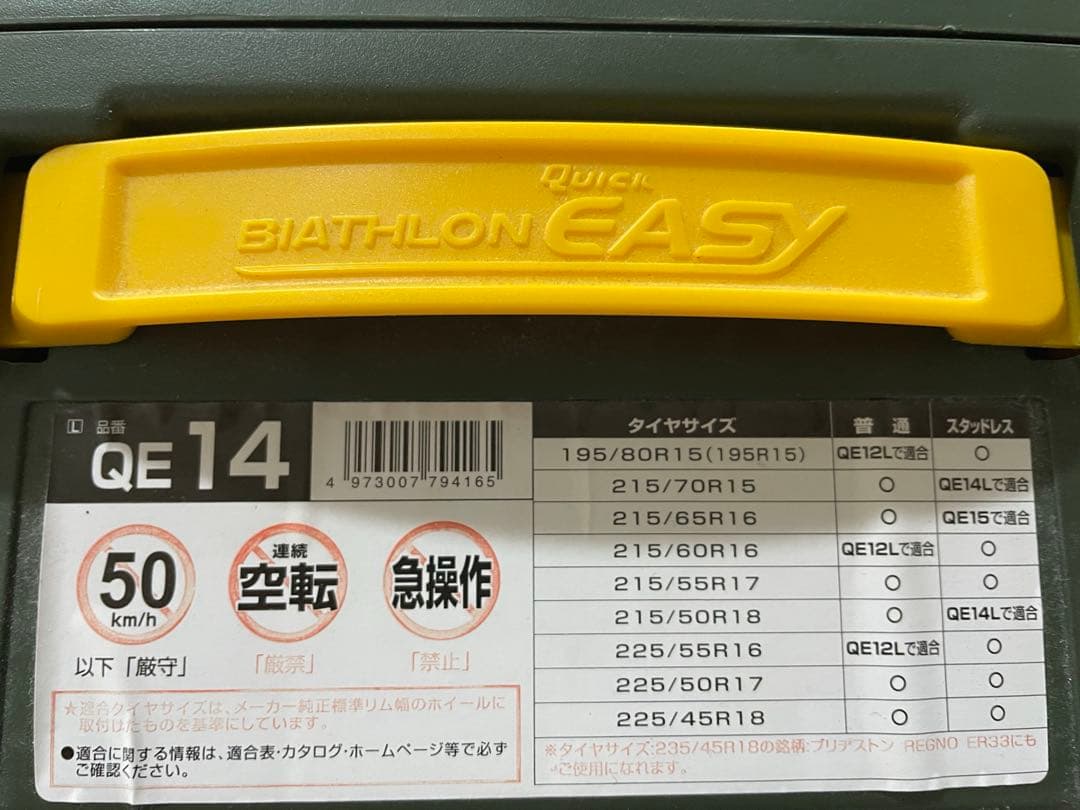 QUICK
BIATHLON EASY
L 品番
QE 14
4 973007 794165
50
km/h
以下「厳守」
連続
空転
「厳禁」
急操作
「禁止」
★適合タイヤサイズは、メーカー純正標準リム幅のホイールに
取付けたものを基準にしています。
●適合に関する情報は、適合表・カタログ・ホームページ等で必ず
ご確認ください。
タイヤサイズ 普通 スタッドレス
195/80R15(195R15) QE12Lで適合 ○
215/70R15 ○ QE14Lで適合
215/65R16 ○ QE15で適合
215/60R16 QE12Lで適合 ○
215/55R17 ○ ○
215/50R18 ○ QE14Lで適合
225/55R16 QE12Lで適合 ○
225/50R17 ○ ○
225/45R18 ○ ○
※タイヤサイズ:235/45R18の銘柄:ブリヂストン REGNO ER33にも
ご使用になれます。